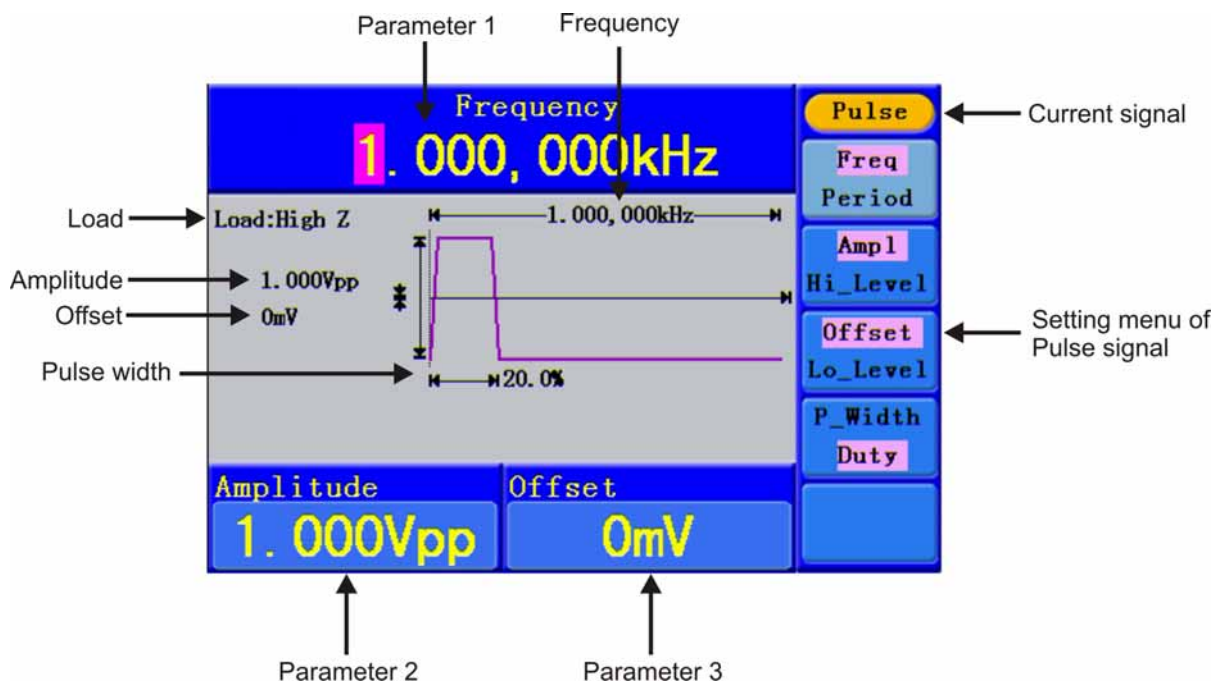 Parameter 1
Frequency
Frequency
1.000,000kHz
Pulse
Current signal
Freq
Period
Load
Load:High Z
1.000,000kHz
Ampl
Hi_Level
Amplitude
1.000Vpp
Offset
0mV
Offset
Lo_Level
Setting menu of
Pulse signal
Pulse width
20.0%
P_Width
Duty
Amplitude
Offset
1.000Vpp
0mV
Parameter 2
Parameter 3